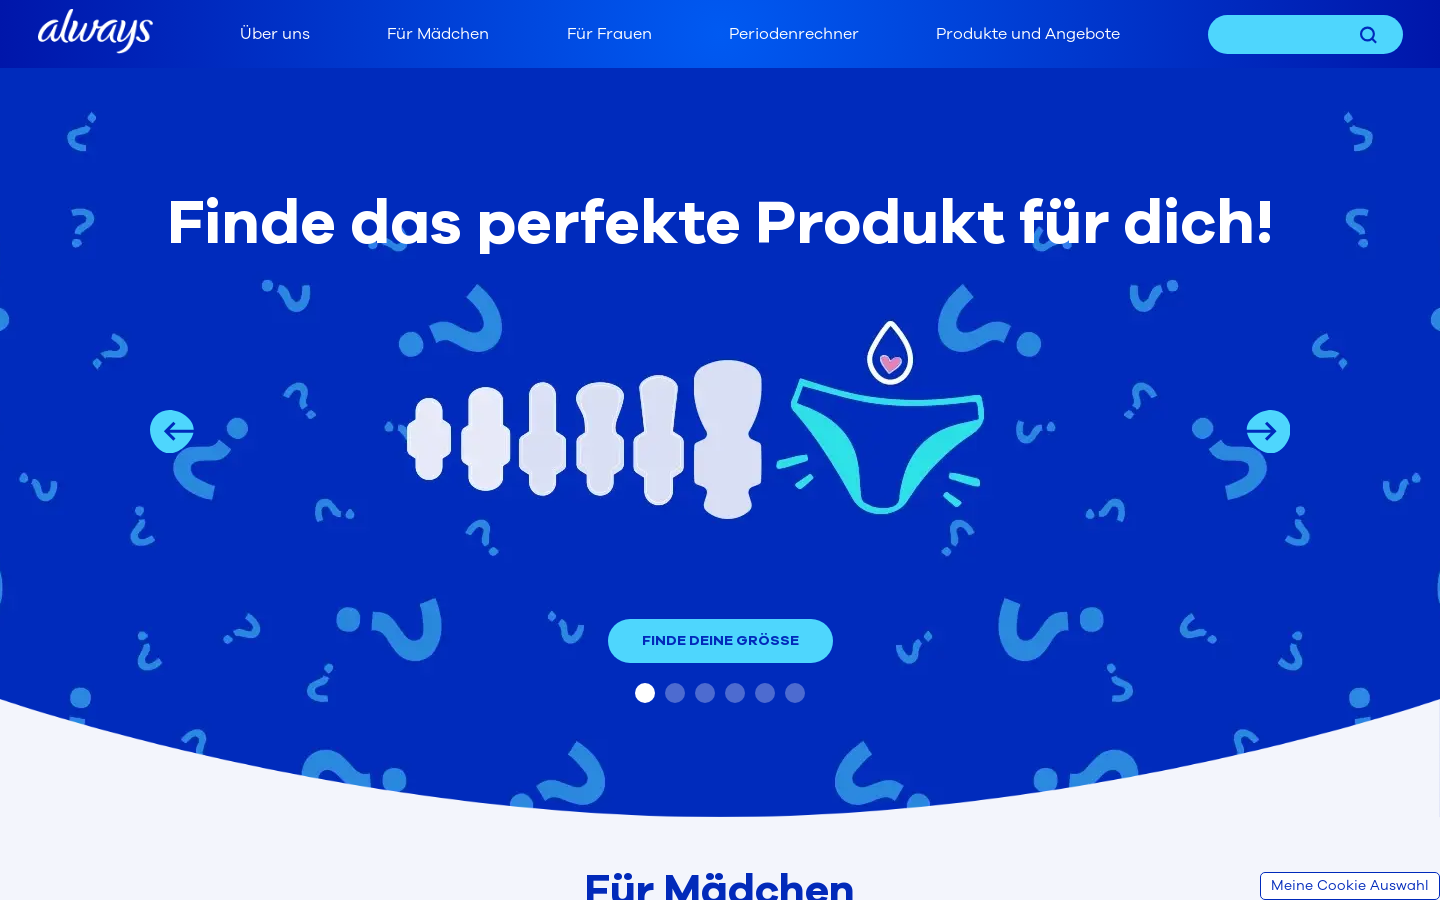 always
Über uns
Für Mädchen
Für Frauen
Periodenrechner
Produkte und Angebote
Finde das perfekte Produkt für dich!
FINDE DEINE GRÖSSE
Für Mädchen
Meine Cookie Auswahl